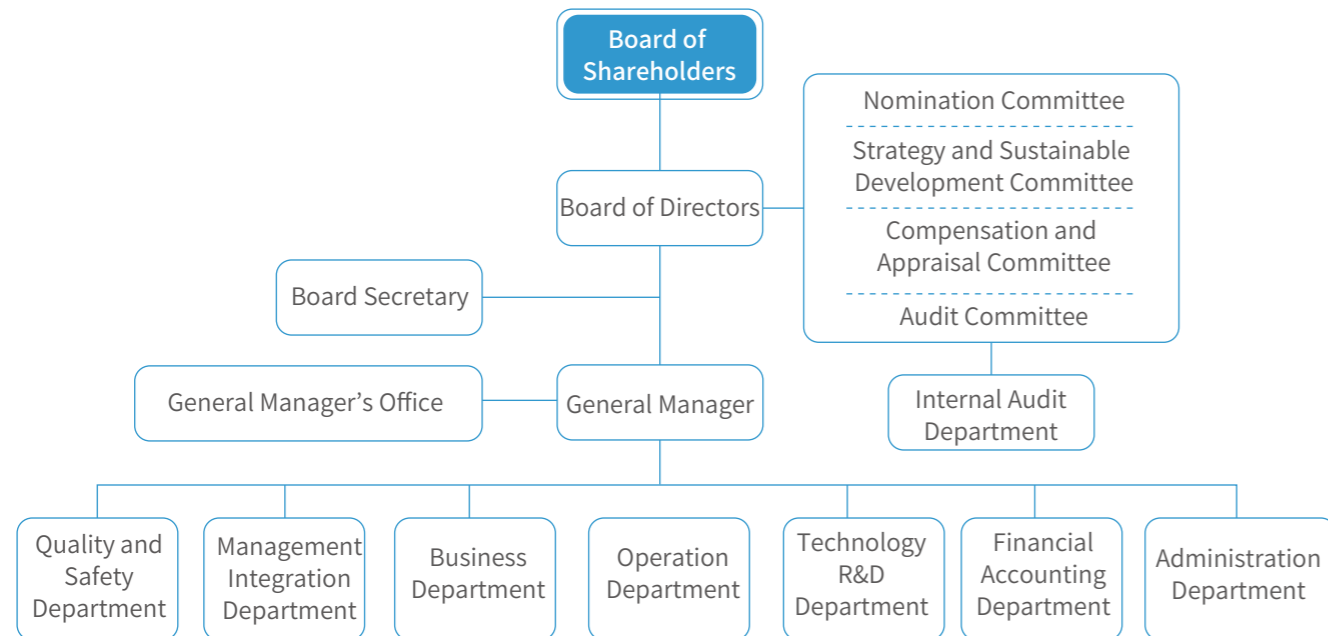 Board of
Shareholders
Nomination Committee
Strategy and Sustainable
Development Committee
Board of Directors
Compensation and
Appraisal Committee
Board Secretary
Audit Committee
General Manager’s Office
General Manager
Internal Audit
Department
Quality and
Safety
Department
Management
Integration
Department
Business
Department
Operation
Department
Technology
R&D
Department
Financial
Accounting
Department
Administration
Department